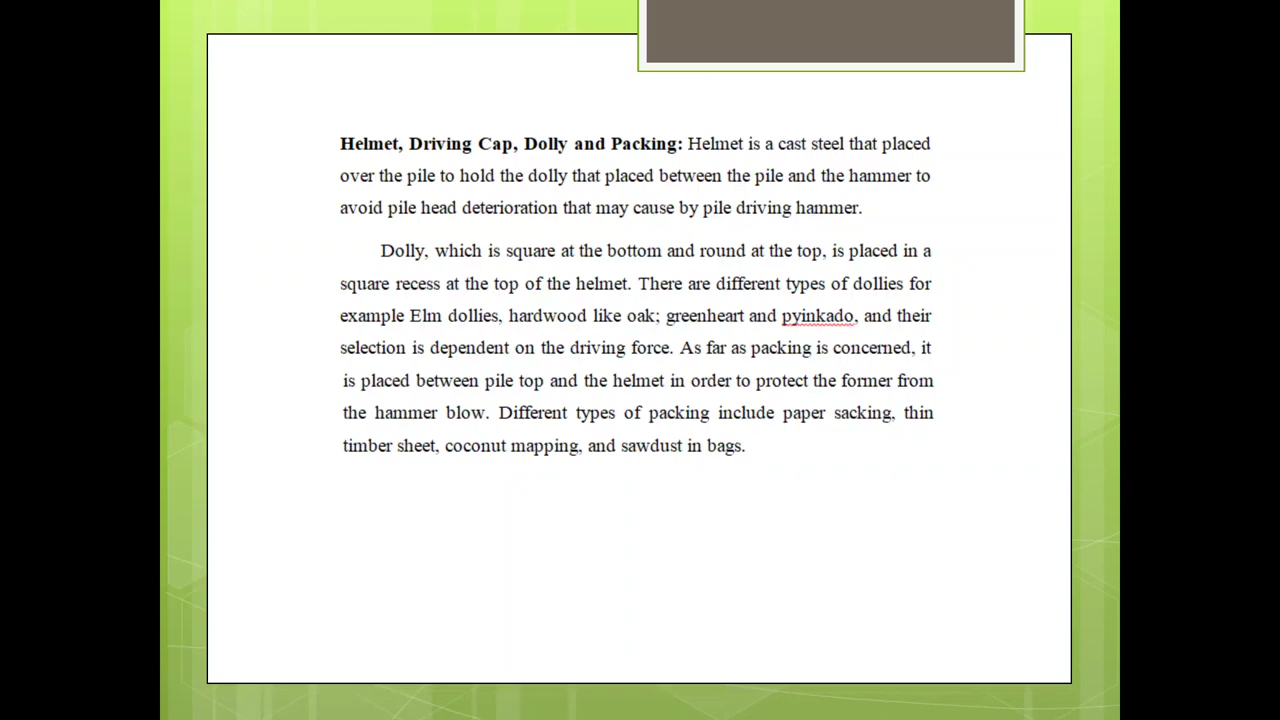 Helmet, Driving Cap, Dolly and Packing: Helmet is a cast steel that placed
over the pile to hold the dolly that placed between the pile and the hammer to
avoid pile head deterioration that may cause by pile driving hammer.
Dolly, which is square at the bottom and round at the top, is placed in a
square recess at the top of the helmet. There are different types of dollies for
example Elm dollies, hardwood like oak; greenheart and pyinkado, and their
selection is dependent on the driving force. As far as packing is concerned, it
is placed between pile top and the helmet in order to protect the former from
the hammer blow. Different types of packing include paper sacking, thin
timber sheet, coconut mapping, and sawdust in bags.